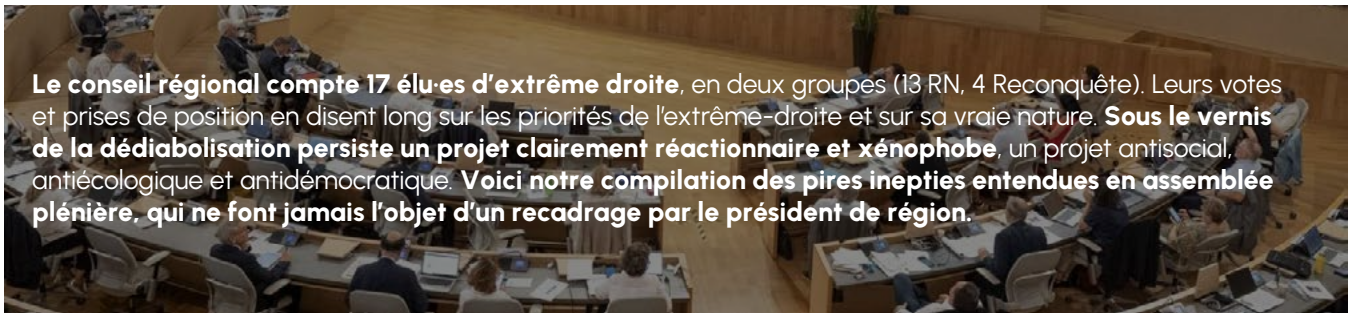 Le conseil régional compte 17 élu·es d’extrême droite, en deux groupes (13 RN, 4 Reconquête). Leurs votes
et prises de position en disent long sur les priorités de l’extrême-droite et sur sa vraie nature. Sous le vernis
de la dédiabolisation persiste un projet clairement réactionnaire et xénophobe, un projet antisocial,
antiécologique et antidémocratique. Voici notre compilation des pires inepties entendues en assemblée
plénière, qui ne font jamais l’objet d’un recadrage par le président de région.